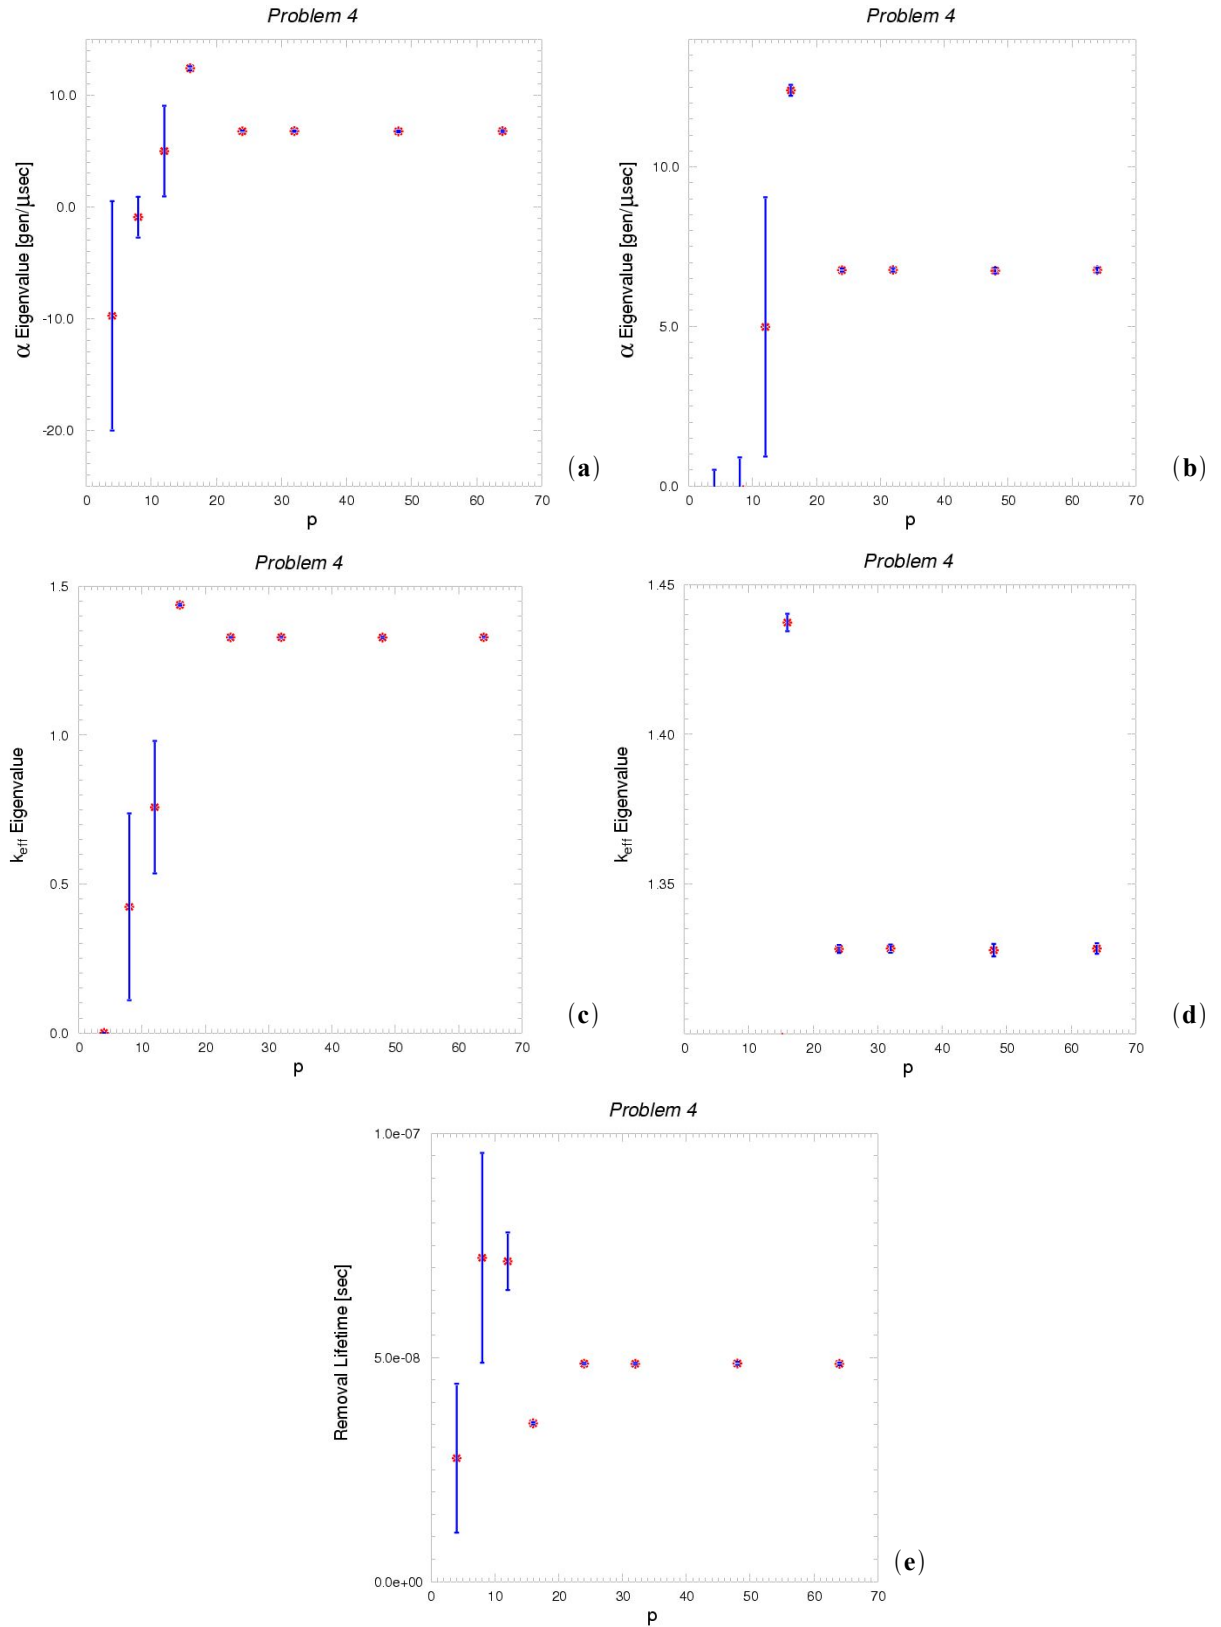 Problem 4
10.0
0.0
-10.0
-20.0
α Eigenvalue [gen/μsec]
0 10 20 30 40 50 60 70
p
(a)
Problem 4
10.0
5.0
0.0
α Eigenvalue [gen/μsec]
0 10 20 30 40 50 60 70
p
(b)
Problem 4
1.5
1.0
0.5
0.0
keff Eigenvalue
0 10 20 30 40 50 60 70
p
(c)
Problem 4
1.45
1.40
1.35
keff Eigenvalue
0 10 20 30 40 50 60 70
p
(d)
Problem 4
1.0e-07
5.0e-08
0.0e+00
Removal Lifetime [sec]
0 10 20 30 40 50 60 70
p
(e)